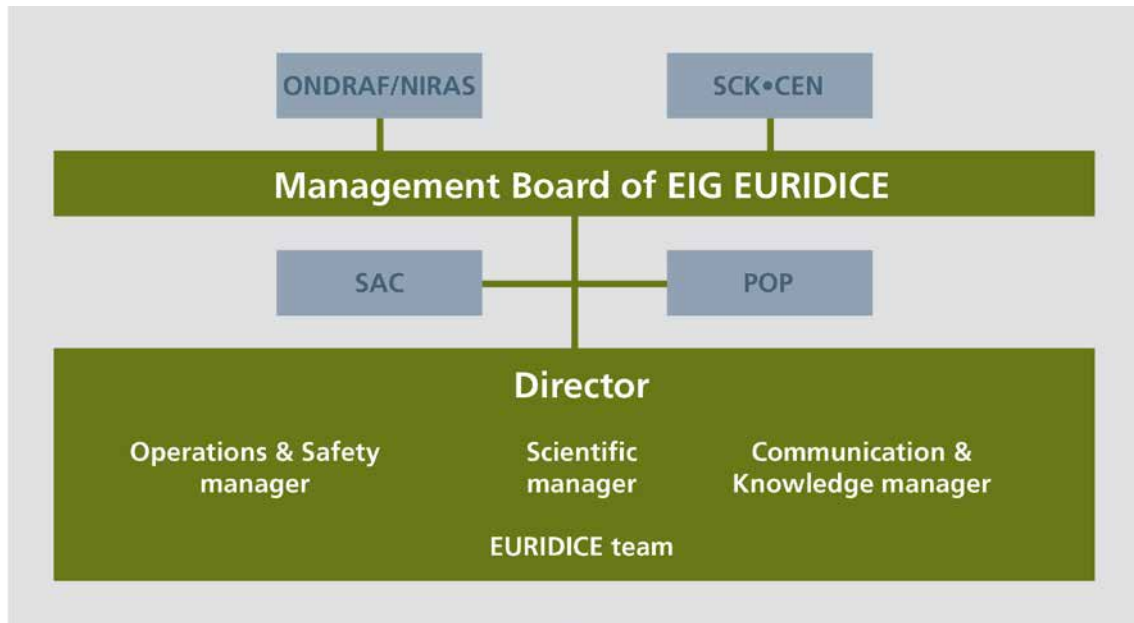 ONDRAF/NIRAS
SCK•CEN
Management Board of EIG EURIDICE
SAC
POP
Director
Operations & Safety
manager
Scientific
manager
Communication &
Knowledge manager
EURIDICE team